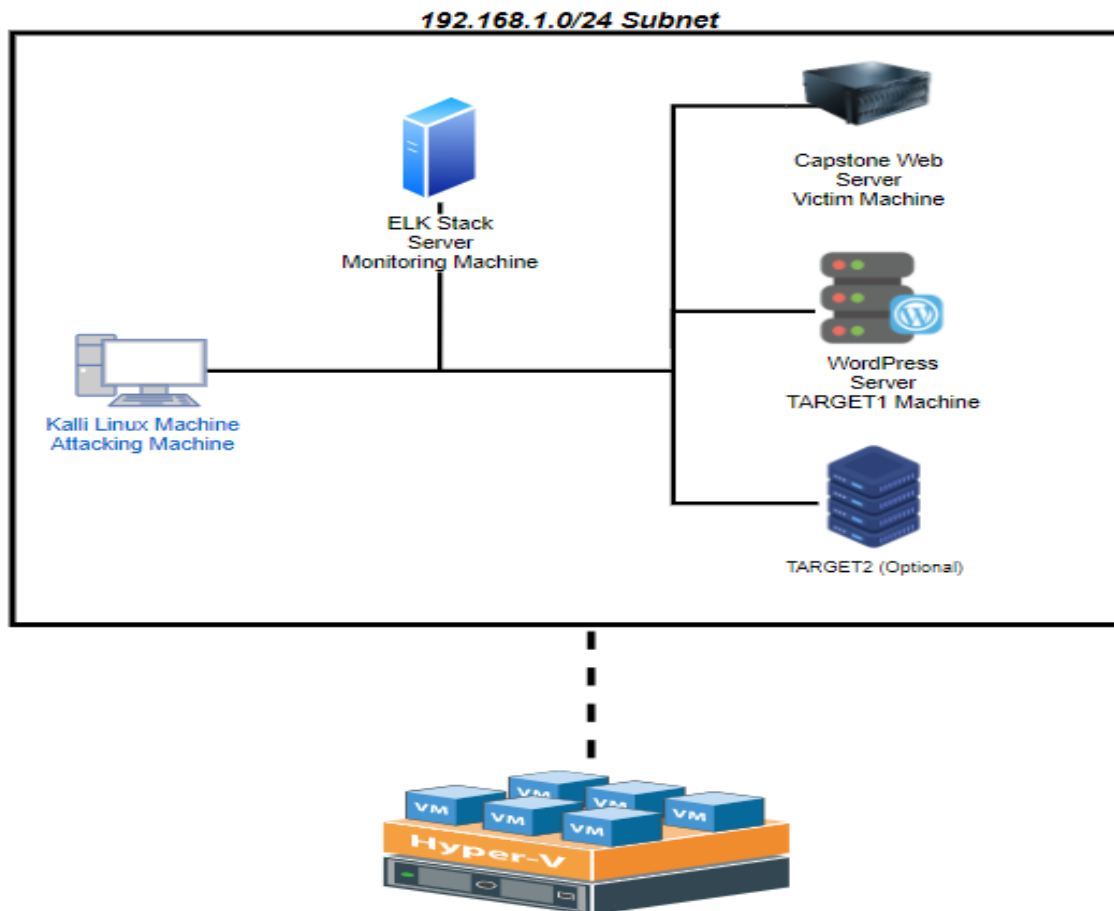 192.168.1.0/24 Subnet
ELK Stack
Server
Monitoring Machine
Capstone Web
Server
Victim Machine
WordPress
Server
TARGET1 Machine
Kalli Linux Machine
Attacking Machine
TARGET2 (Optional)
VM
VM
VM
VM
VM
VM
Hyper-V